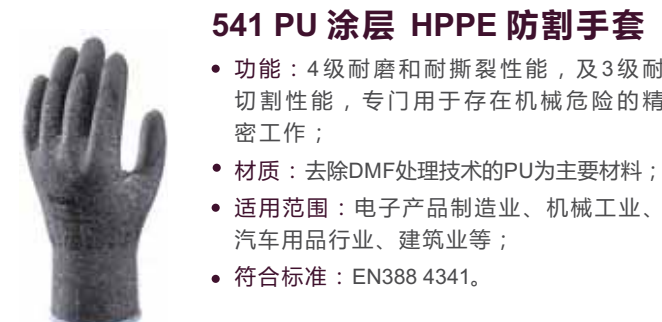 541 PU 涂层 HPPE 防割手套
• 功能：4级耐磨和耐撕裂性能，及3级耐
切割性能，专门用于存在机械危险的精
密工作；
• 材质：去除DMF处理技术的PU为主要材料；
• 适用范围：电子产品制造业、机械工业、
汽车用品行业、建筑业等；
• 符合标准：EN388 4341。